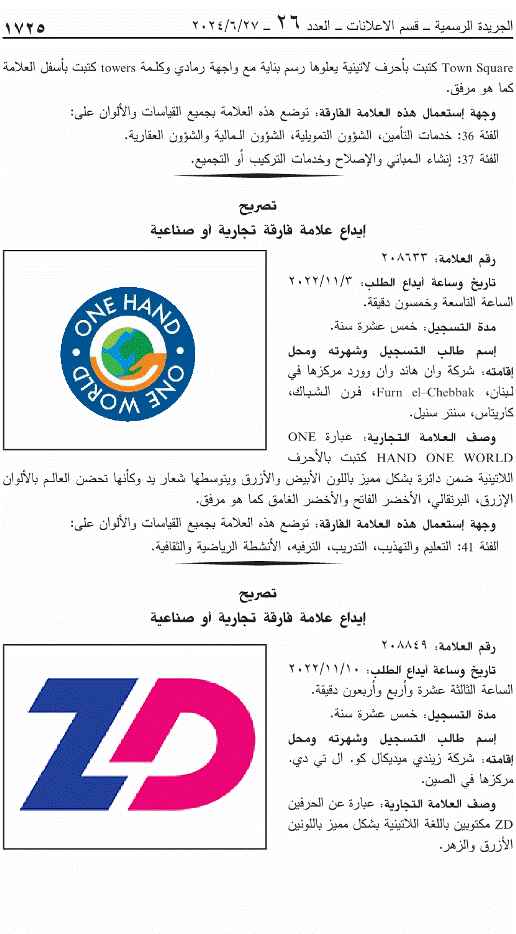 الجريدة الرسمية ــ قسم الاعلانات ــ العدد ٢٦ ــ ٢٠٢٤/٦/٢٧ ١٧٢٥
Town Square كتبت بأحرف لاتينية يعلوها رسم بناية مع واجهة رمادي وكلمة towers كتبت بأسفل العلامة
كما هو مرفق.
وجهة إستعمال هذه العلامة الفارقة: توضع هذه العلامة بجميع القياسات والألوان على:
الفئة 36: خدمات التأمين، الشؤون التمويلية، الشؤون المالية والشؤون العقارية.
الفئة 37: إنشاء المباني والإصلاح وخدمات التركيب أو التجميع.
تصريح
إيداع علامة فارقة تجارية أو صناعية
رقم العلامة: ٢٠٨٦٣٣
تاريخ وساعة أيداع الطلب: ٢٠٢٢/١١/٣
الساعة التاسعة وخمسون دقيقة.
مدة التسجيل: خمس عشرة سنة.
إسم طالب التسجيل وشهرته ومحل
إقامته: شركة وان هاند وان وورد مركزها في
لبنان، Furn el–Chebbak، فرن الشباك،
كاريتاس، سنتر سنيل.
وصف العلامة التجارية: عبارة ONE
HAND ONE WORLD كتبت بالأحرف
اللاتينية ضمن دائرة بشكل مميز باللون الأبيض والأزرق ويتوسطها شعار يد وكأنها تحضن العالم بالألوان
الإزرق، البرتقالي، الأخضر الفاتح والأخضر الغامق كما هو مرفق.
وجهة إستعمال هذه العلامة الفارقة: توضع هذه العلامة بجميع القياسات والألوان على:
الفئة 41: التعليم والتهذيب، التدريب، الترفيه، الأنشطة الرياضية والثقافية.
ONE HAND · ONE WORLD ·
تصريح
إيداع علامة فارقة تجارية أو صناعية
رقم العلامة: ٢٠٨٨٤٩
تاريخ وساعة أيداع الطلب: ٢٠٢٢/١١/١٠
الساعة الثالثة عشرة وأربع وأربعون دقيقة.
مدة التسجيل: خمس عشرة سنة.
إسم طالب التسجيل وشهرته ومحل
إقامته: شركة زيندي ميديكال كو. ال تي دي.
مركزها في الصين.
وصف العلامة التجارية: عبارة عن الحرفين
ZD مكتوبين باللغة اللاتينية بشكل مميز باللونين
الأزرق والزهر.
ZD